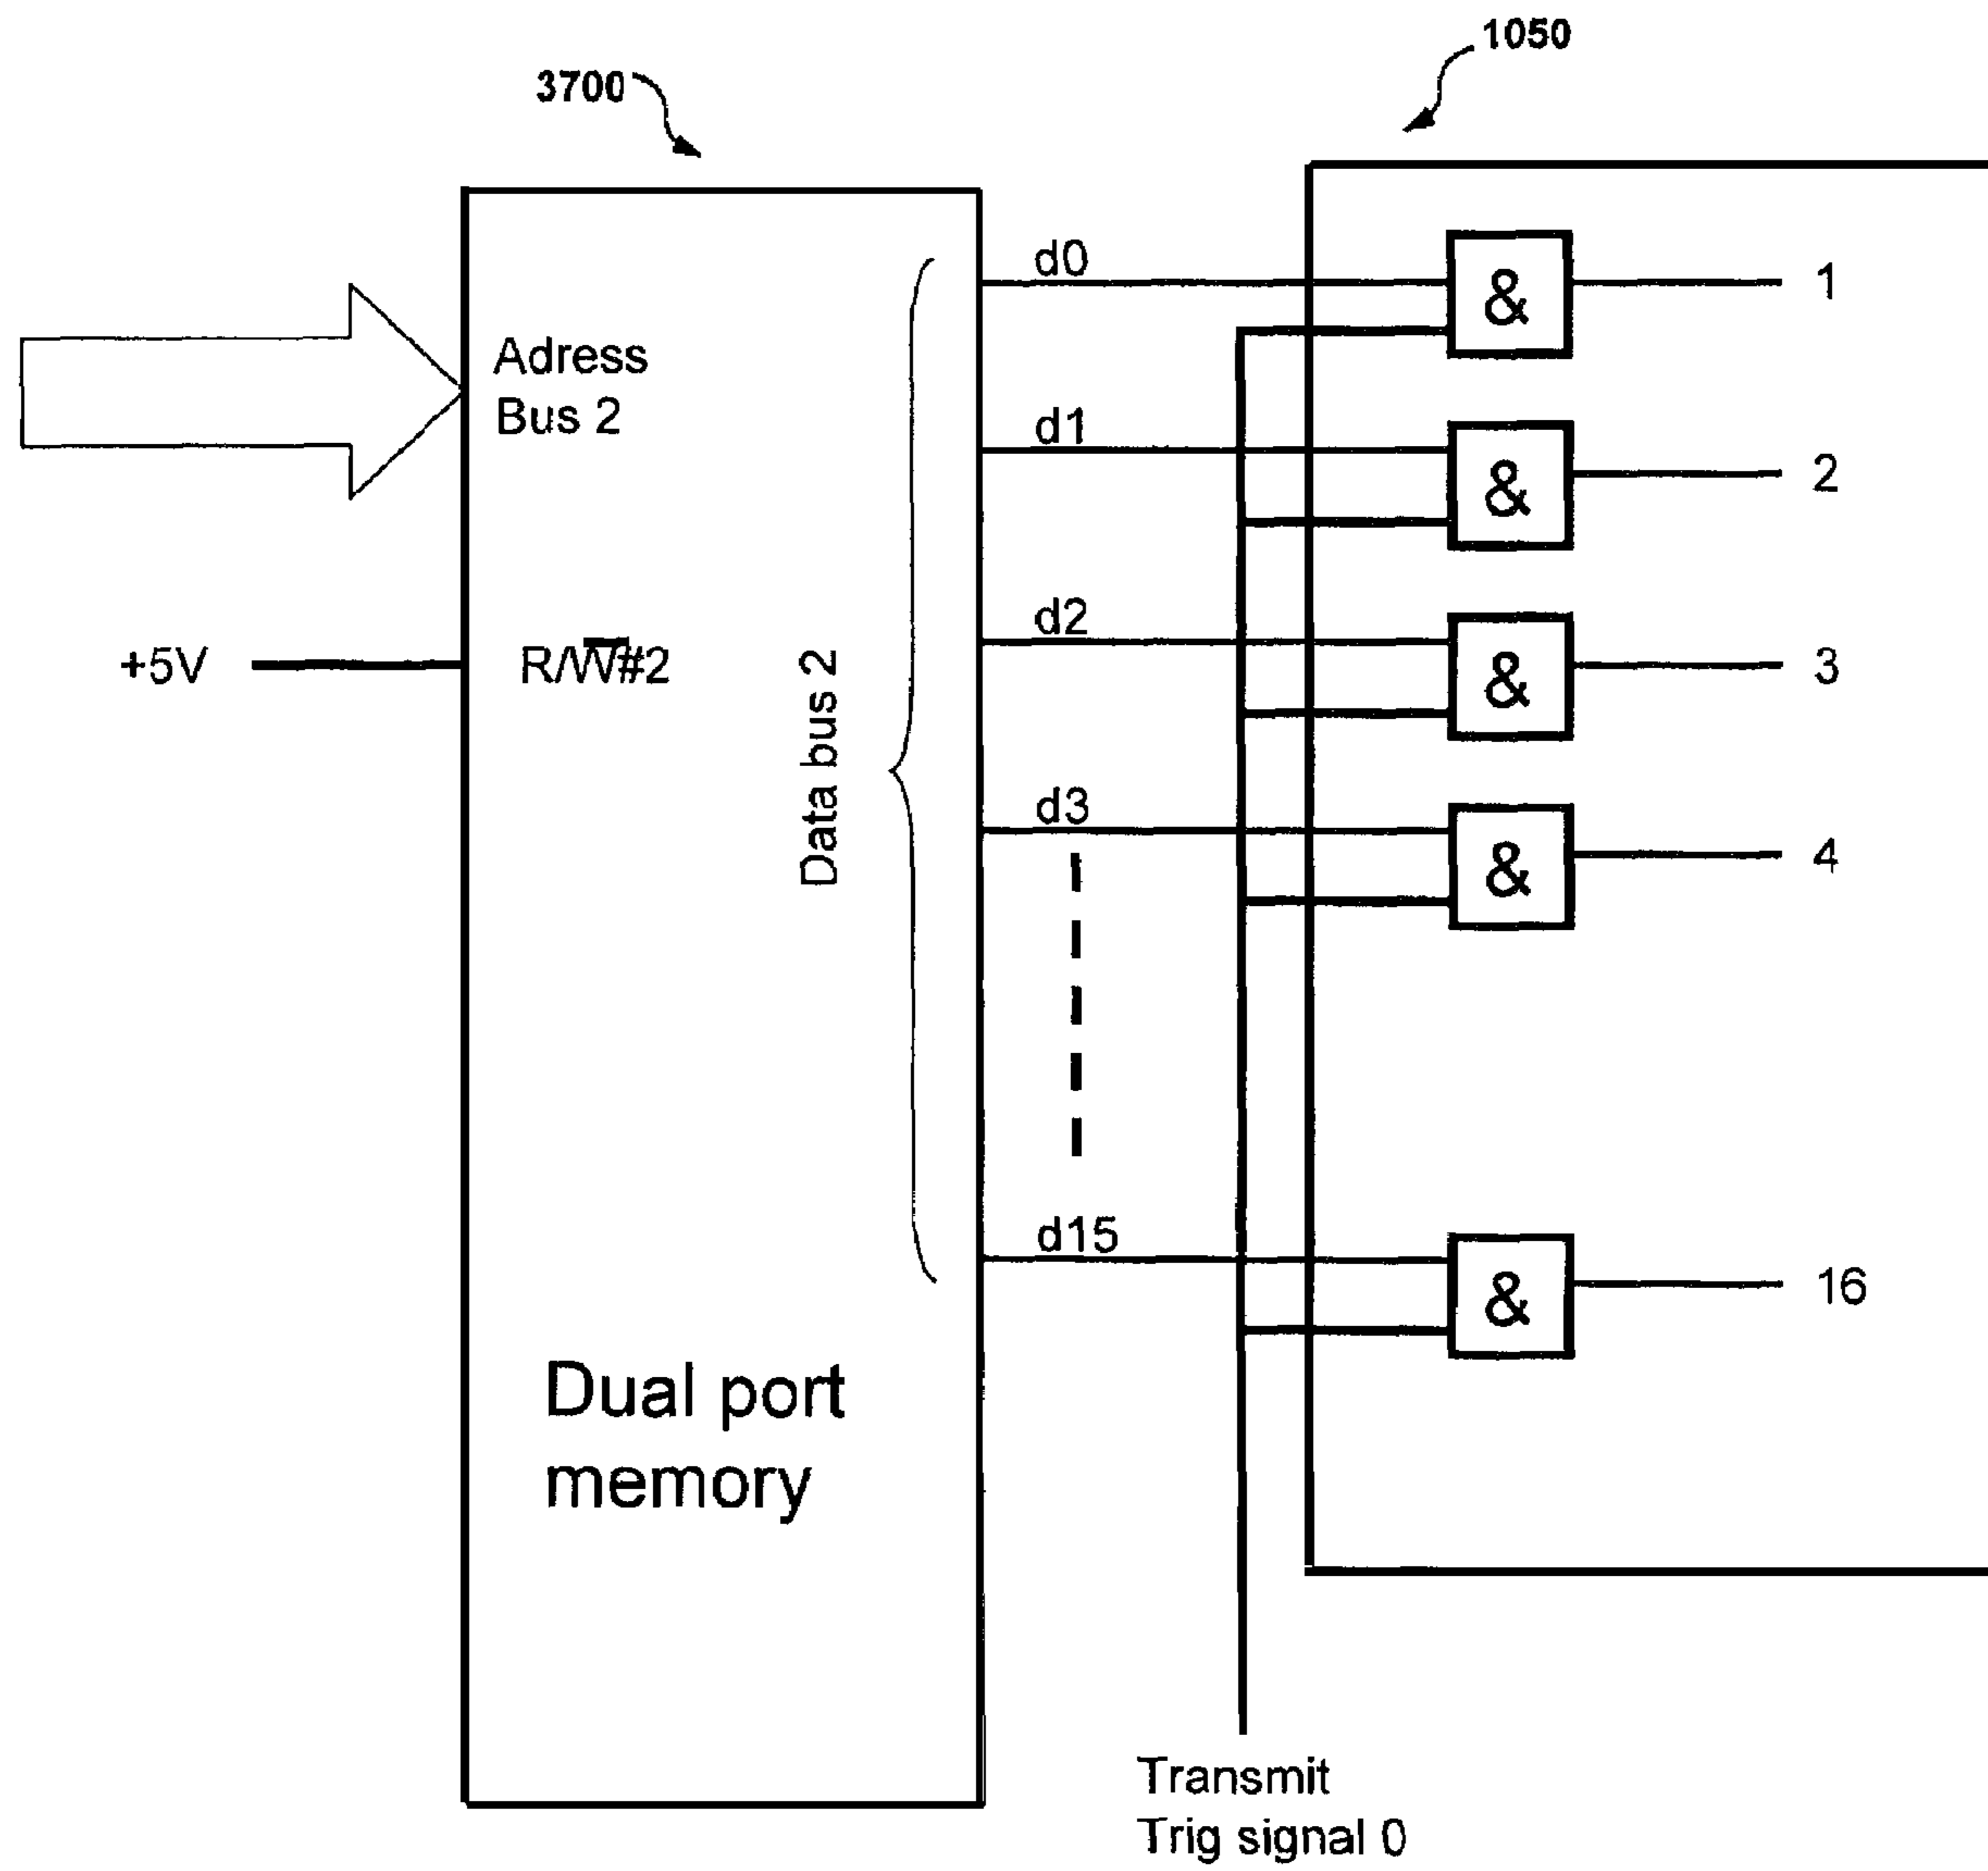 1050
3700
d0
&
1
Adress
Bus 2
d1
&
2
d2
&
3
+5V
R/W̅#2
Data bus 2
d3
&
4
d15
&
16
Dual port
memory
Transmit
Trig signal 0